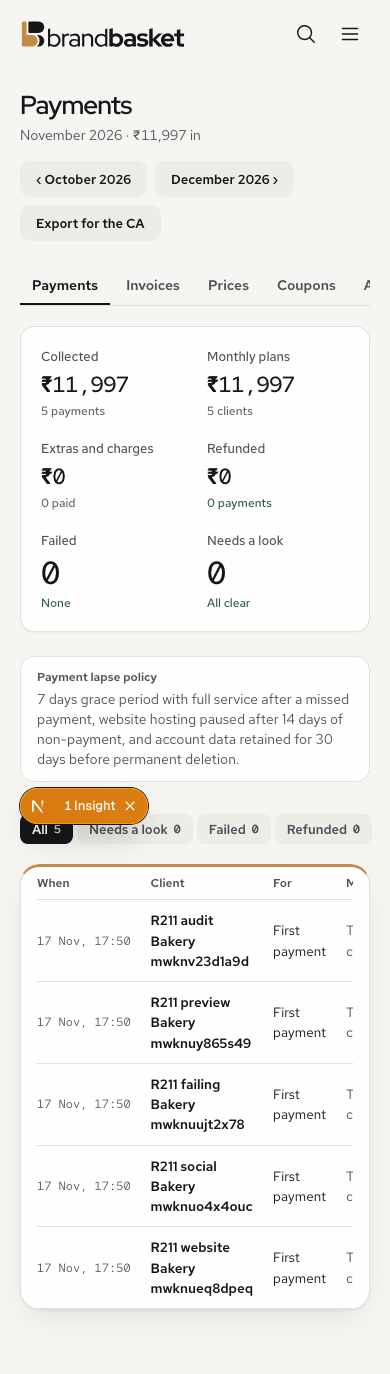 brandbasket
Payments
November 2026 · ₹11,997 in
‹ October 2026
December 2026 ›
Export for the CA
Payments Invoices Prices Coupons A
Collected Monthly plans
₹11,997 ₹11,997
5 payments 5 clients
Extras and charges Refunded
₹0 ₹0
0 paid 0 payments
Failed Needs a look
0 0
None All clear
Payment lapse policy
7 days grace period with full service after a missed
payment, website hosting paused after 14 days of
non-payment, and account data retained for 30
days before permanent deletion.
N 1 Insight
All 5 Needs a look 0 Failed 0 Refunded 0
When Client For
R211 audit
Bakery
mwknv23d1a9d
17 Nov, 17:50
First
payment
R211 preview
Bakery
mwknuy865s49
17 Nov, 17:50
First
payment
R211 failing
Bakery
mwknuujt2x78
17 Nov, 17:50
First
payment
R211 social
Bakery
mwknuo4x4ouc
17 Nov, 17:50
First
payment
R211 website
Bakery
mwknueq8dpeq
17 Nov, 17:50
First
payment